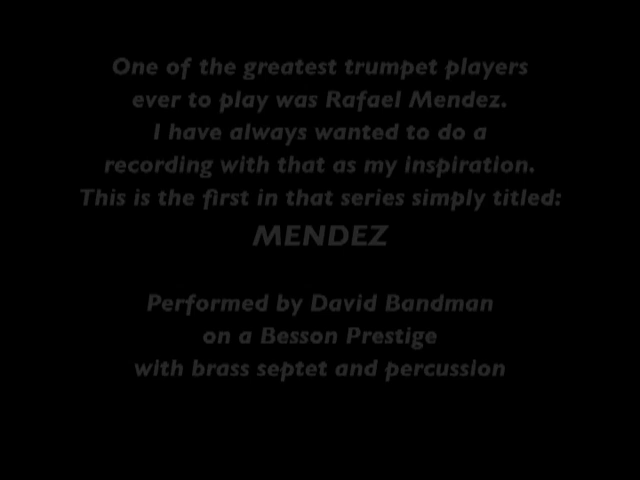 One of the greatest trumpet players
ever to play was Rafael Mendez.
I have always wanted to do a
recording with that as my inspiration.
This is the first in that series simply titled:
MENDEZ
Performed by David Bandman
on a Besson Prestige
with brass septet and percussion